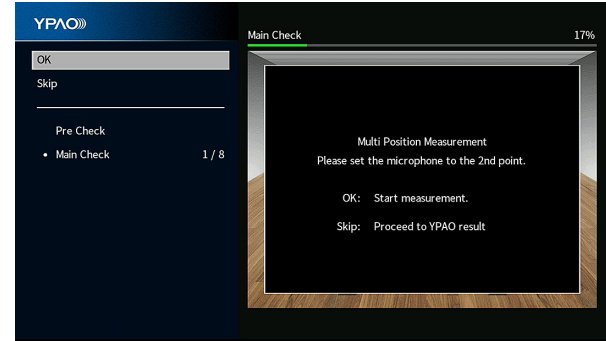 YPAO
OK
Skip
Pre Check
• Main Check 1 / 8
Main Check 17%
Multi Position Measurement
Please set the microphone to the 2nd point.
OK: Start measurement.
Skip: Proceed to YPAO result